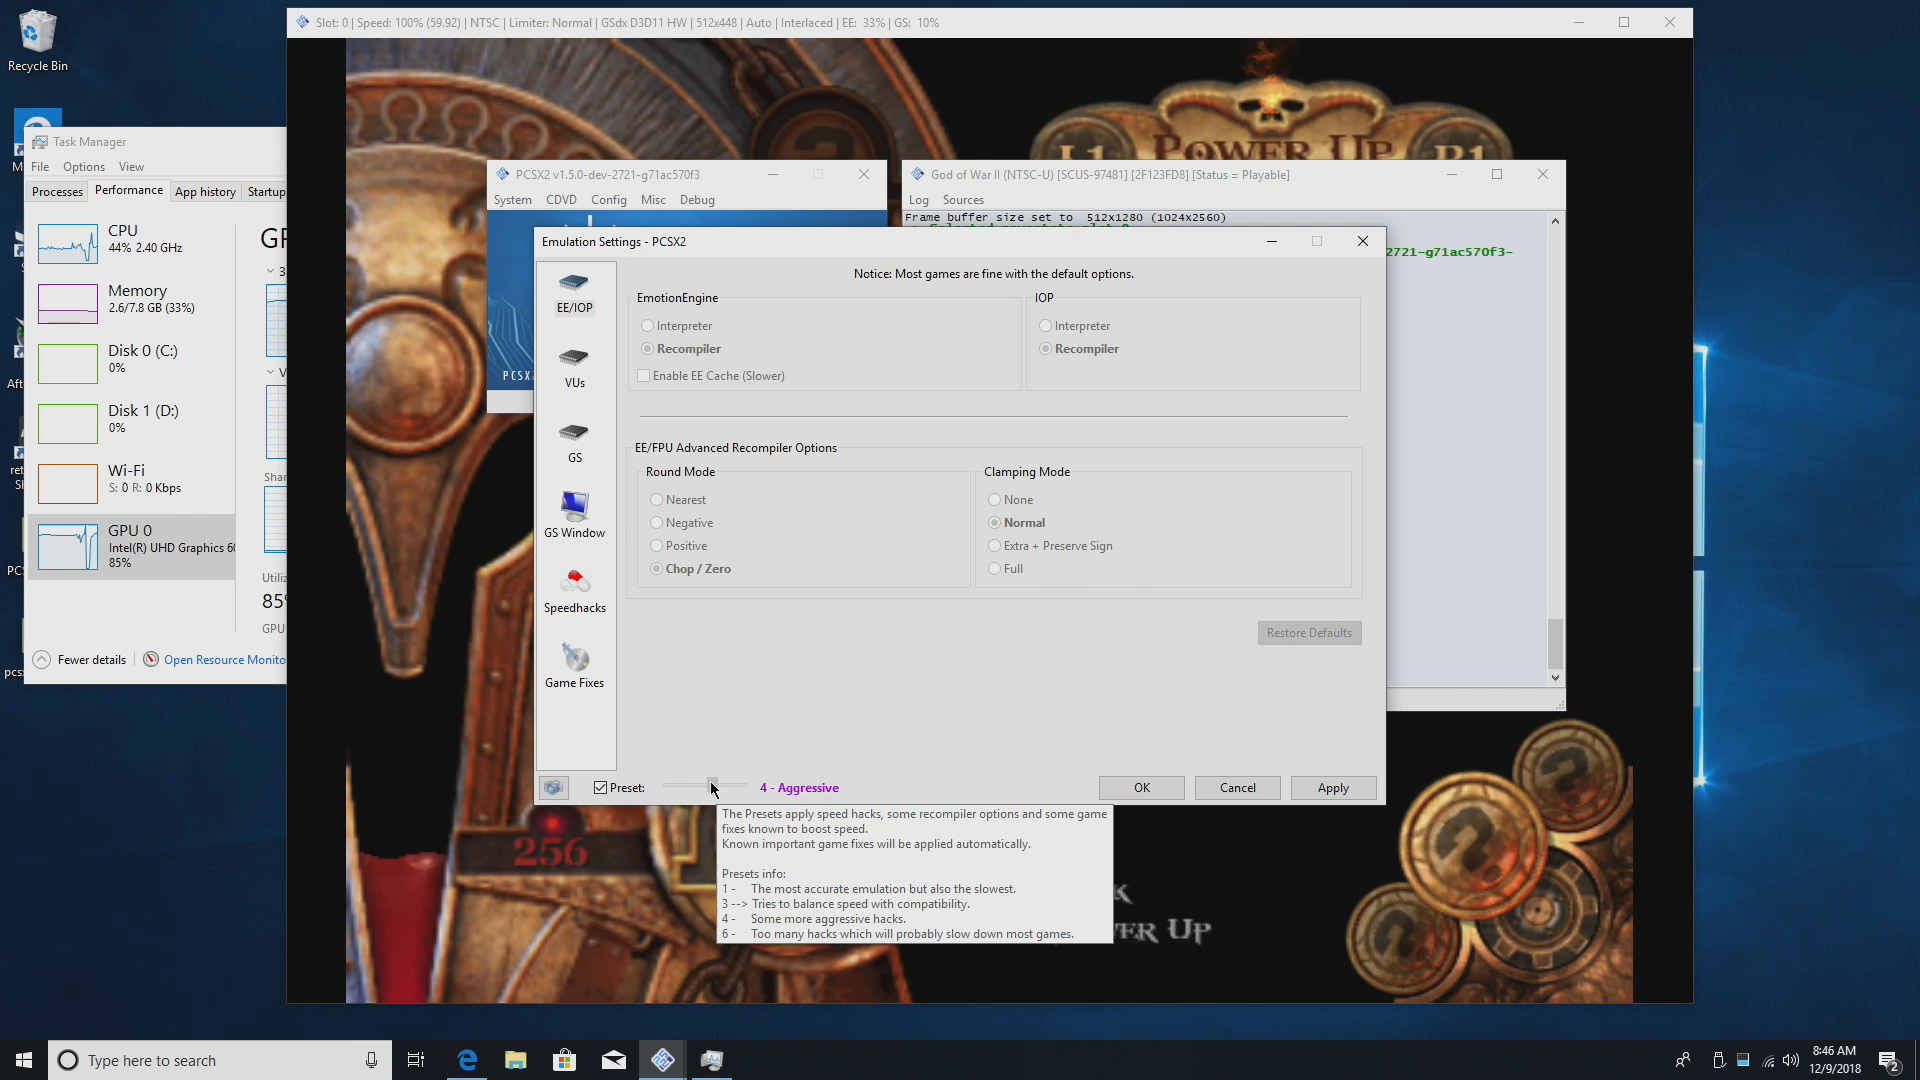 Recycle Bin
Slot: 0 | Speed: 100% (59.92) | NTSC | Limiter: Normal | GSdx D3D11 HW | 512x448 | Auto | Interlaced | EE: 33% | GS: 10%
Task Manager
File Options View
Processes Performance App history Startup
CPU
44% 2.40 GHz
Memory
2.6/7.8 GB (33%)
Disk 0 (C:)
0%
Disk 1 (D:)
0%
Wi-Fi
S: 0 R: 0 Kbps
GPU 0
Intel(R) UHD Graphics 60
85%
Fewer details
Open Resource Monito
GP
3
V
Shar
Utiliz
85%
GPU
L1 POWER UP R1
PCSX2 v1.5.0-dev-2721-g71ac570f3
System CDVD Config Misc Debug
God of War II (NTSC-U) [SCUS-97481] [2F123FD8] [Status = Playable]
Log Sources
Frame buffer size set to 512x1280 (1024x2560)
2721-g71ac570f3-
Emulation Settings - PCSX2
EE/IOP
VUs
GS
GS Window
Speedhacks
Game Fixes
Notice: Most games are fine with the default options.
EmotionEngine
Interpreter
Recompiler
Enable EE Cache (Slower)
IOP
Interpreter
Recompiler
EE/FPU Advanced Recompiler Options
Round Mode
Nearest
Negative
Positive
Chop / Zero
Clamping Mode
None
Normal
Extra + Preserve Sign
Full
Restore Defaults
Preset:
4 - Aggressive
OK
Cancel
Apply
The Presets apply speed hacks, some recompiler options and some game
fixes known to boost speed.
Known important game fixes will be applied automatically.
Presets info:
1 - The most accurate emulation but also the slowest.
3 --> Tries to balance speed with compatibility.
4 - Some more aggressive hacks.
6 - Too many hacks which will probably slow down most games.
256
K
ER UP
Type here to search
8:46 AM
12/9/2018
2